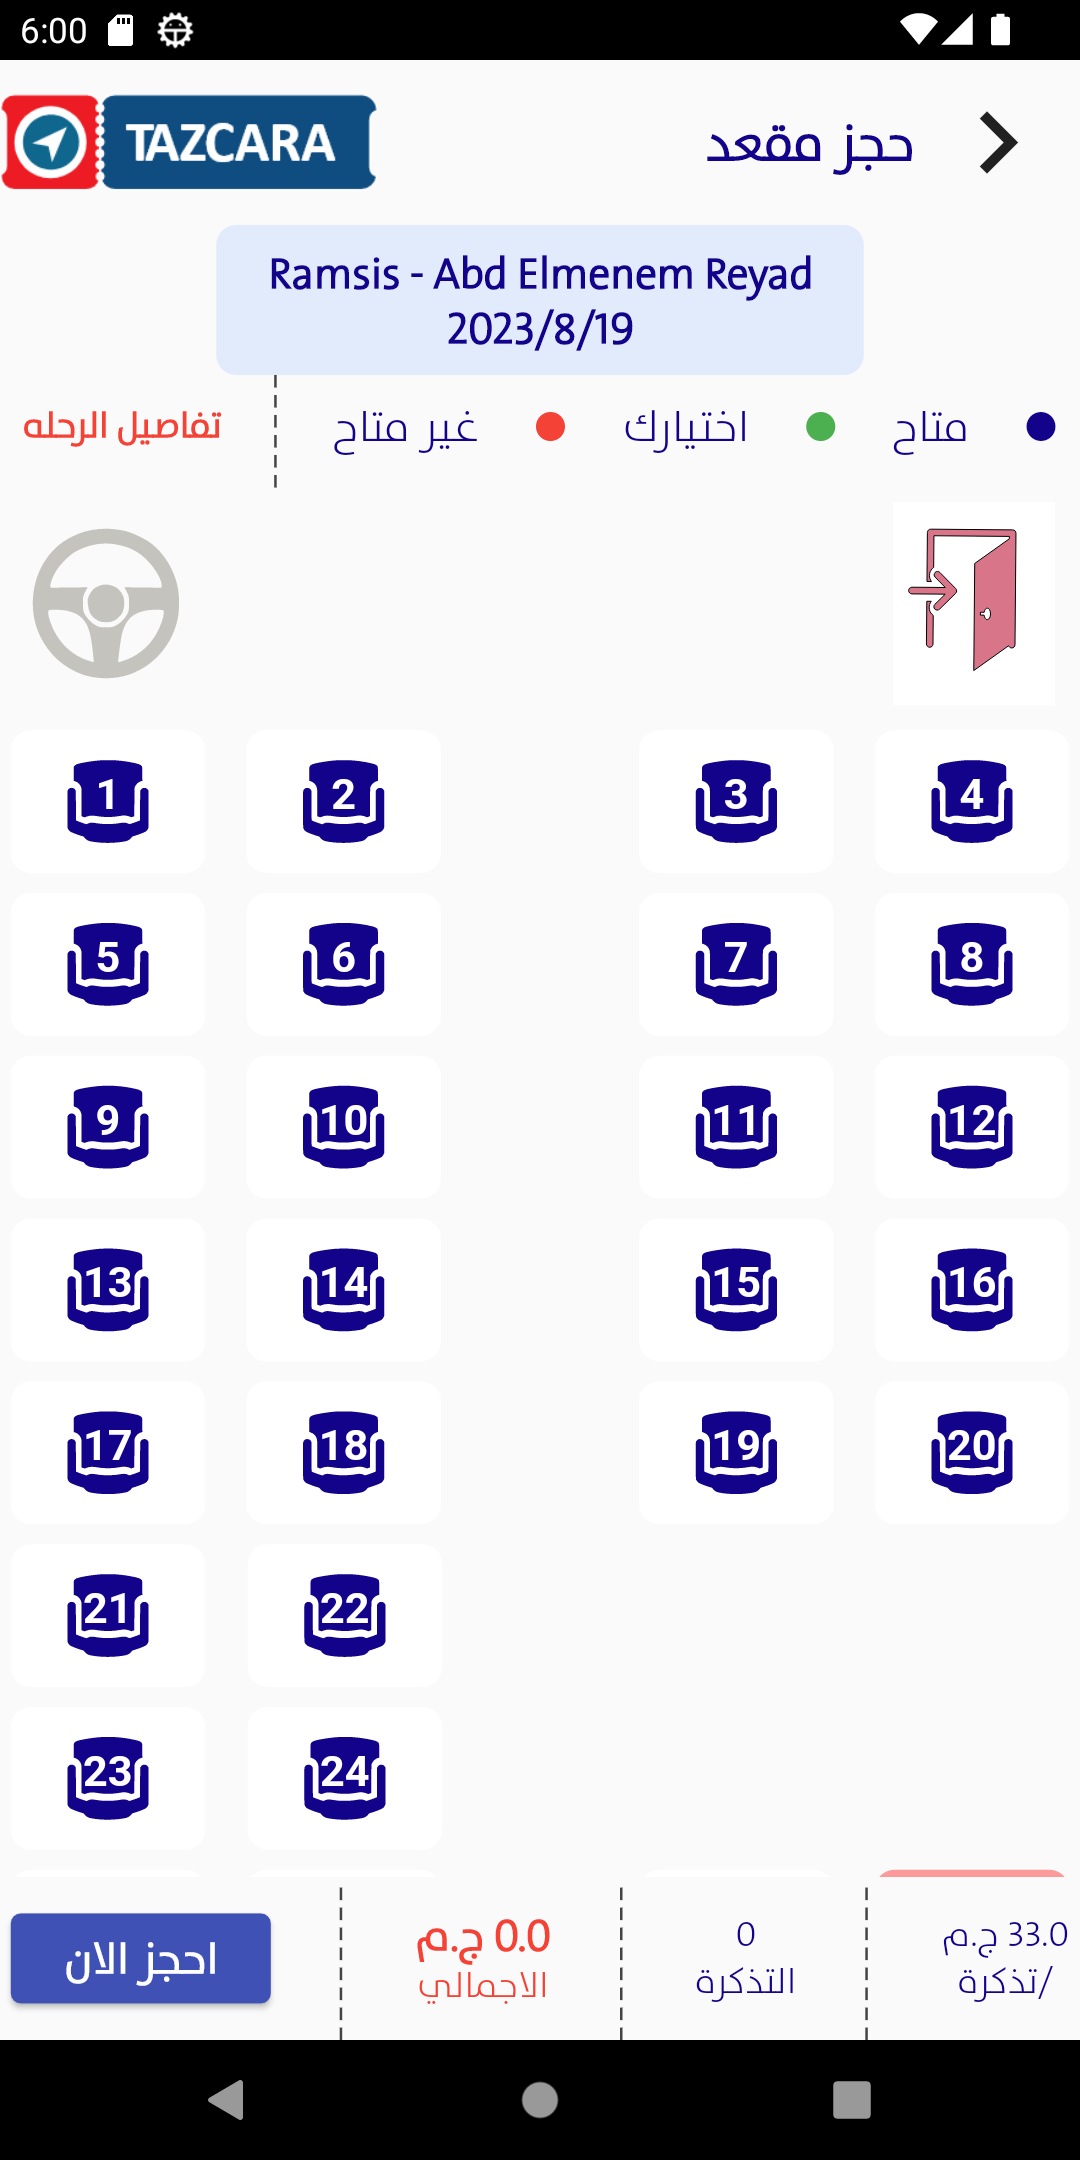 6:00
TAZCARA
حجز مقعد
Ramsis - Abd Elmenem Reyad
2023/8/19
متاح
اختيارك
غير متاح
تفاصيل الرحله
1 2 3 4
5 6 7 8
9 10 11 12
13 14 15 16
17 18 19 20
21 22
23 24
33.0 ج.م
/تذكرة
0
التذكرة
0.0 ج.م
الاجمالي
احجز الان